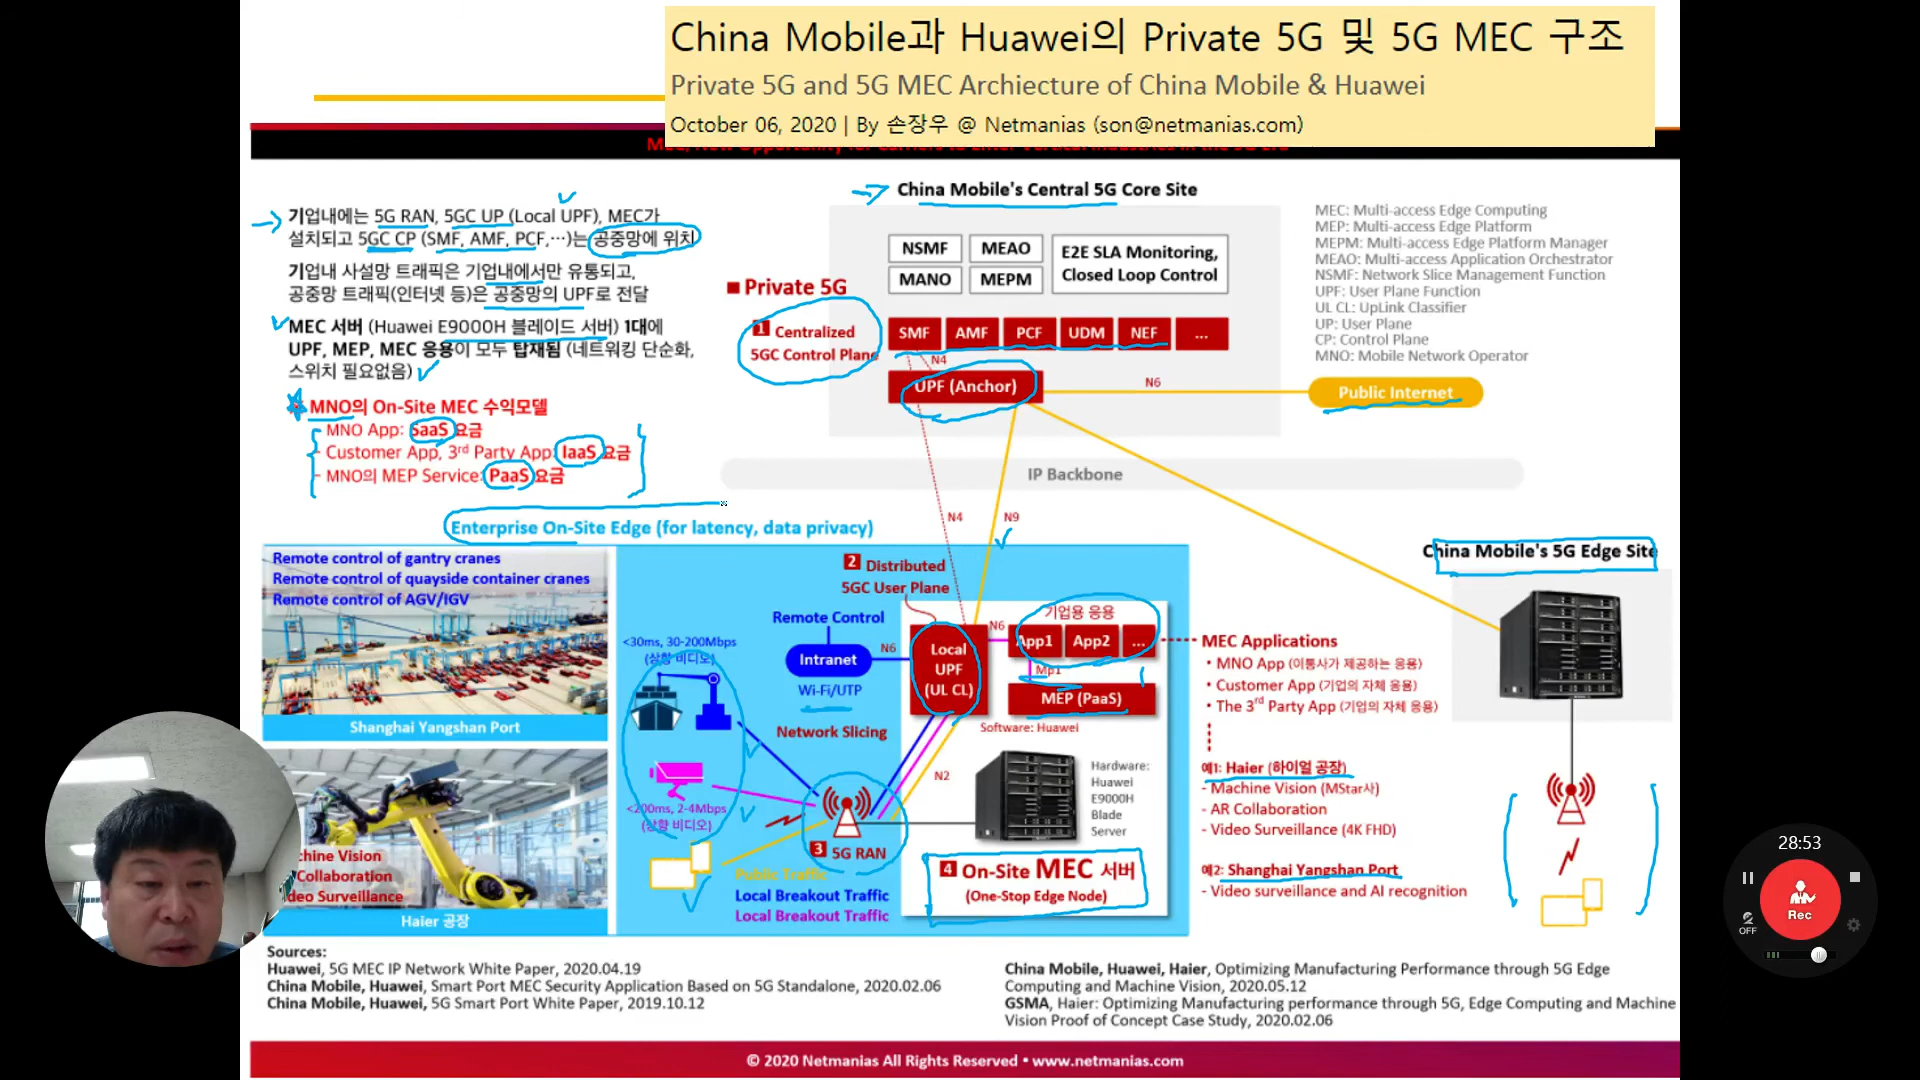 China Mobile과 Huawei의 Private 5G 및 5G MEC 구조
Private 5G and 5G MEC Archiecture of China Mobile & Huawei
October 06, 2020 | By 손장우 @ Netmanias (son@netmanias.com)
기업내에는 5G RAN, 5GC UP (Local UPF), MEC가
설치되고 5GC CP (SMF, AMF, PCF,…)는 공중망에 위치
기업내 사설망 트래픽은 기업내에서만 유통되고,
공중망 트래픽(인터넷 등)은 공중망의 UPF로 전달
MEC 서버 (Huawei E9000H 블레이드 서버) 1대에
UPF, MEP, MEC 응용이 모두 탑재됨 (네트워킹 단순화,
스위치 필요없음)
MNO의 On-Site MEC 수익모델
- MNO App: SaaS 요금
- Customer App, 3rd Party App: IaaS 요금
- MNO의 MEP Service: PaaS 요금
China Mobile's Central 5G Core Site
NSMF MEAO
MANO MEPM
E2E SLA Monitoring,
Closed Loop Control
■ Private 5G
1 Centralized
5GC Control Plane
SMF AMF PCF UDM NEF ...
N4
UPF (Anchor)
N6
Public Internet
MEC: Multi-access Edge Computing
MEP: Multi-access Edge Platform
MEPM: Multi-access Edge Platform Manager
MEAO: Multi-access Application Orchestrator
NSMF: Network Slice Management Function
UPF: User Plane Function
UL CL: UpLink Classifier
UP: User Plane
CP: Control Plane
MNO: Mobile Network Operator
IP Backbone
N4
N9
Enterprise On-Site Edge (for latency, data privacy)
Remote control of gantry cranes
Remote control of quayside container cranes
Remote control of AGV/IGV
Shanghai Yangshan Port
chine Vision
Collaboration
deo Surveillance
Haier 공장
<30ms, 30-200Mbps
(상향 비디오)
<200ms, 2-4Mbps
(상향 비디오)
2 Distributed
5GC User Plane
Remote Control
Intranet
N6
Wi-Fi/UTP
Network Slicing
Local
UPF
(UL CL)
N6
기업용 응용
App1 App2 ...
Mp1
MEP (PaaS)
Software: Huawei
N2
Hardware:
Huawei
E9000H
Blade
Server
3 5G RAN
Public Traffic
Local Breakout Traffic
Local Breakout Traffic
4 On-Site MEC 서버
(One-Stop Edge Node)
MEC Applications
• MNO App (이통사가 제공하는 응용)
• Customer App (기업의 자체 응용)
• The 3rd Party App (기업의 자체 응용)
예1: Haier (하이얼 공장)
- Machine Vision (MStar사)
- AR Collaboration
- Video Surveillance (4K FHD)
예2: Shanghai Yangshan Port
- Video surveillance and AI recognition
China Mobile's 5G Edge Site
28:53
Rec
OFF
Sources:
Huawei, 5G MEC IP Network White Paper, 2020.04.19
China Mobile, Huawei, Smart Port MEC Security Application Based on 5G Standalone, 2020.02.06
China Mobile, Huawei, 5G Smart Port White Paper, 2019.10.12
China Mobile, Huawei, Haier, Optimizing Manufacturing Performance through 5G Edge
Computing and Machine Vision, 2020.05.12
GSMA, Haier: Optimizing Manufacturing performance through 5G, Edge Computing and Machine
Vision Proof of Concept Case Study, 2020.02.06
© 2020 Netmanias All Rights Reserved • www.netmanias.com